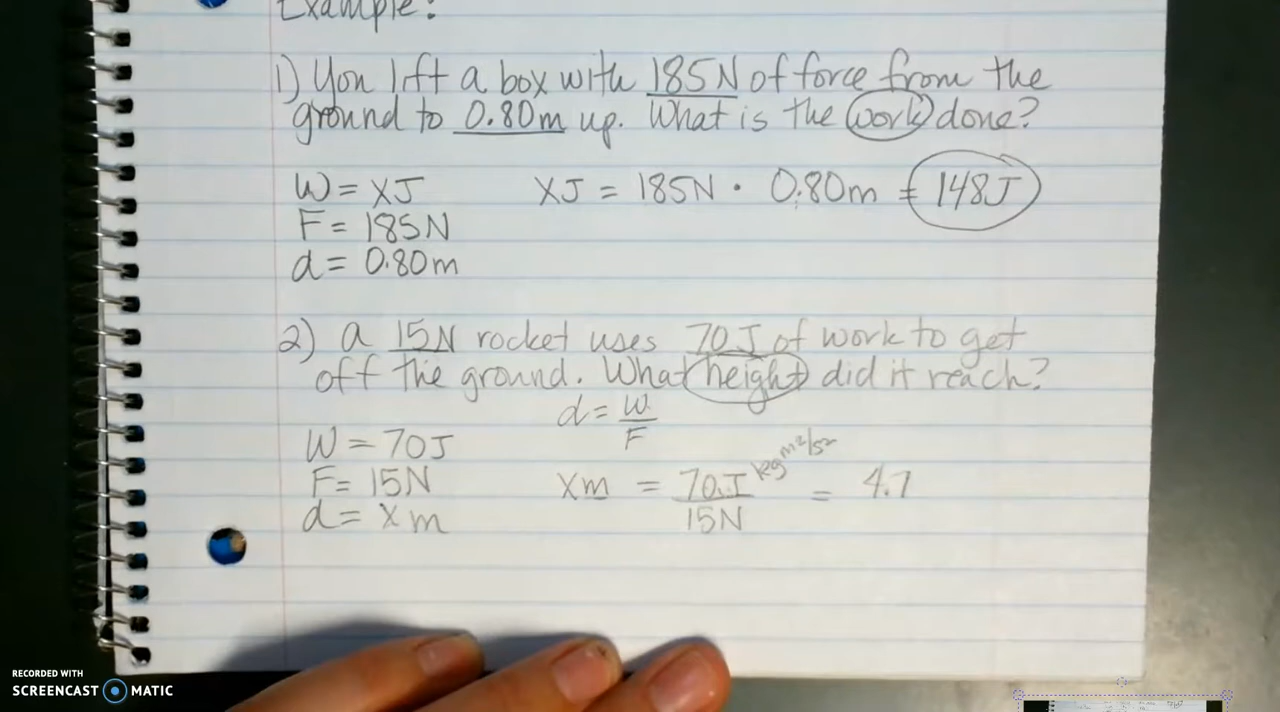 Example:
1) You lift a box with 185N of force from the
ground to 0.80m up. What is the work done?
W = XJ
XJ = 185N · 0.80m = 148J
F = 185N
d = 0.80m
2) a 15N rocket uses 70J of work to get
off the ground. What height did it reach?
d = W/F
W = 70J
F = 15N
d = X m
Xm = 70J/15N kg m²/s² = 4.7
RECORDED WITH
SCREENCAST MATIC